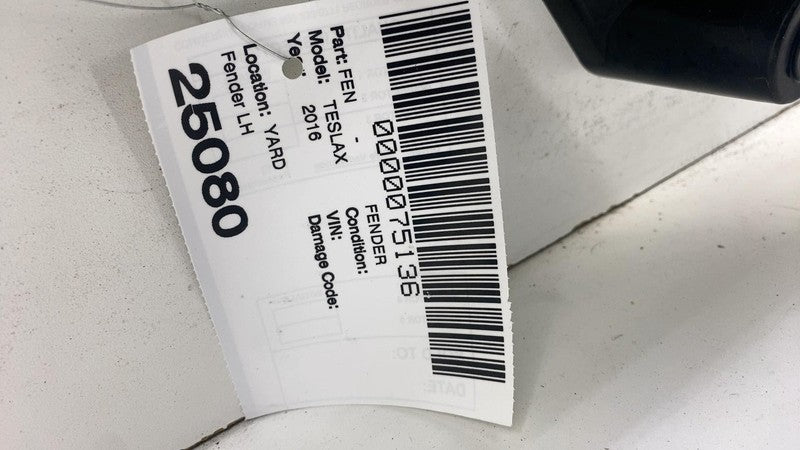 0000075136
Part: FEN - FENDER
Model: TESLAX Condition:
Year: 2016 VIN:
Damage Code:
Location: YARD
Fender LH
25080